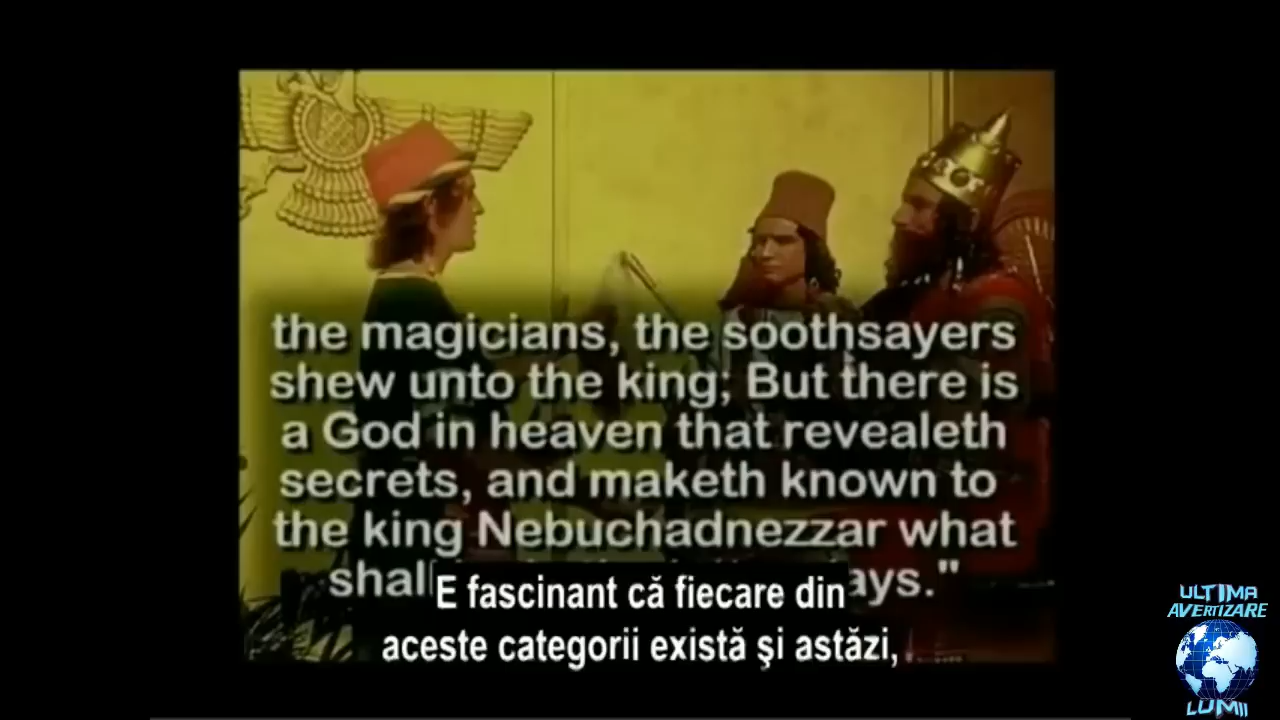 the magicians, the soothsayers
shew unto the king; But there is
a God in heaven that revealeth
secrets, and maketh known to
the king Nebuchadnezzar what
shall ays."
E fascinant că fiecare din
aceste categorii există şi astăzi,
ULTIMA
AVERTIZARE
LUMII